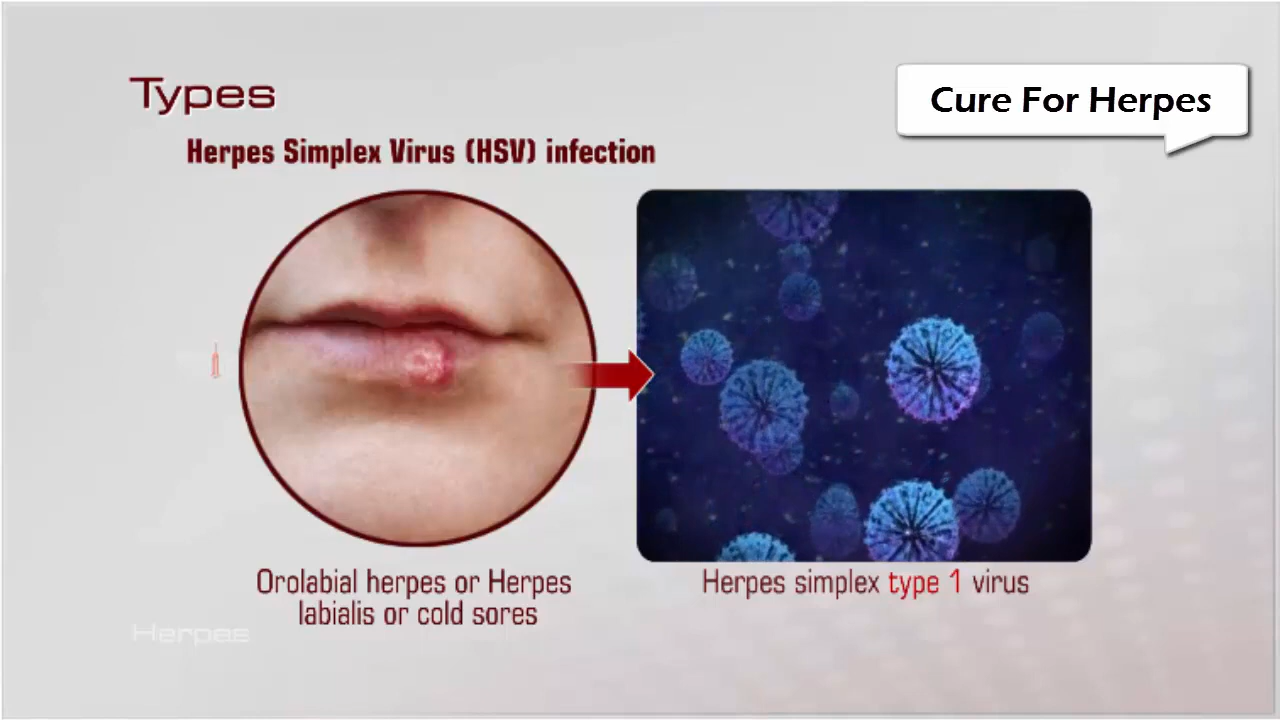 Types
Cure For Herpes
Herpes Simplex Virus (HSV) infection
Orolabial herpes or Herpes
labialis or cold sores
Herpes simplex type 1 virus
Herpes